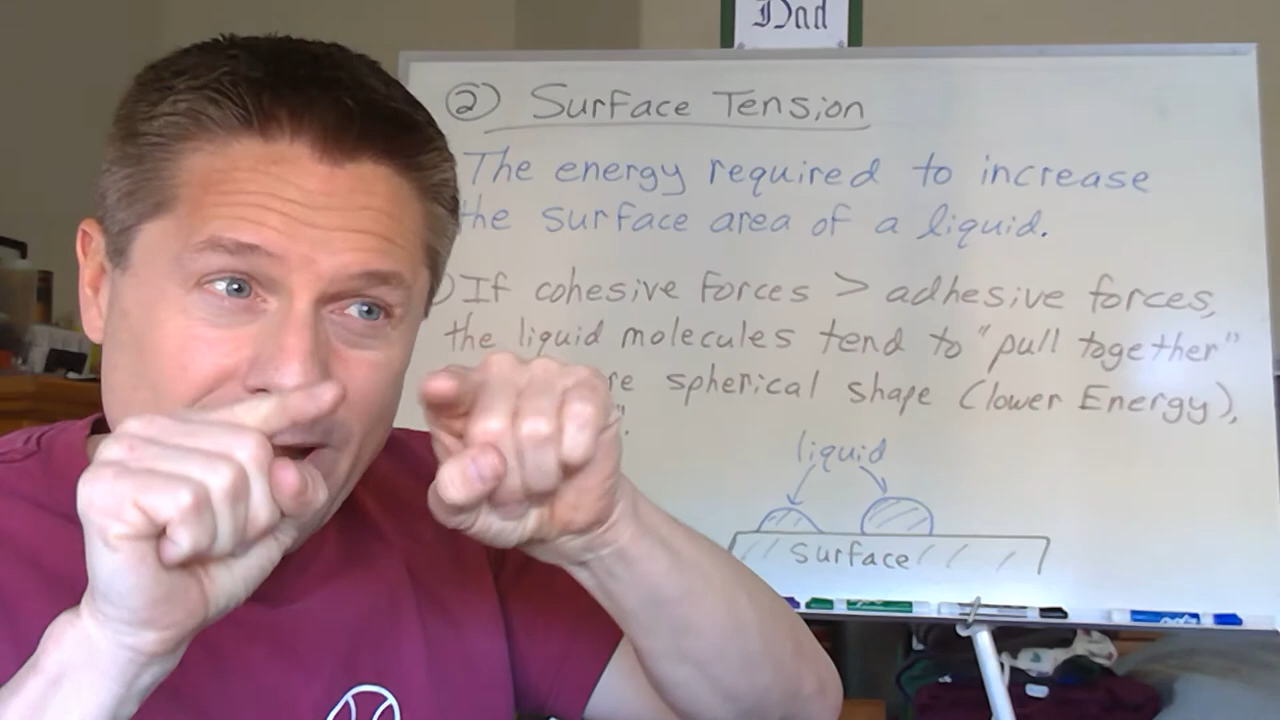 Dad
② Surface Tension
The energy required to increase
the surface area of a liquid.
) If cohesive forces > adhesive forces,
the liquid molecules tend to "pull together"
spherical shape (lower Energy),
liquid
Surface